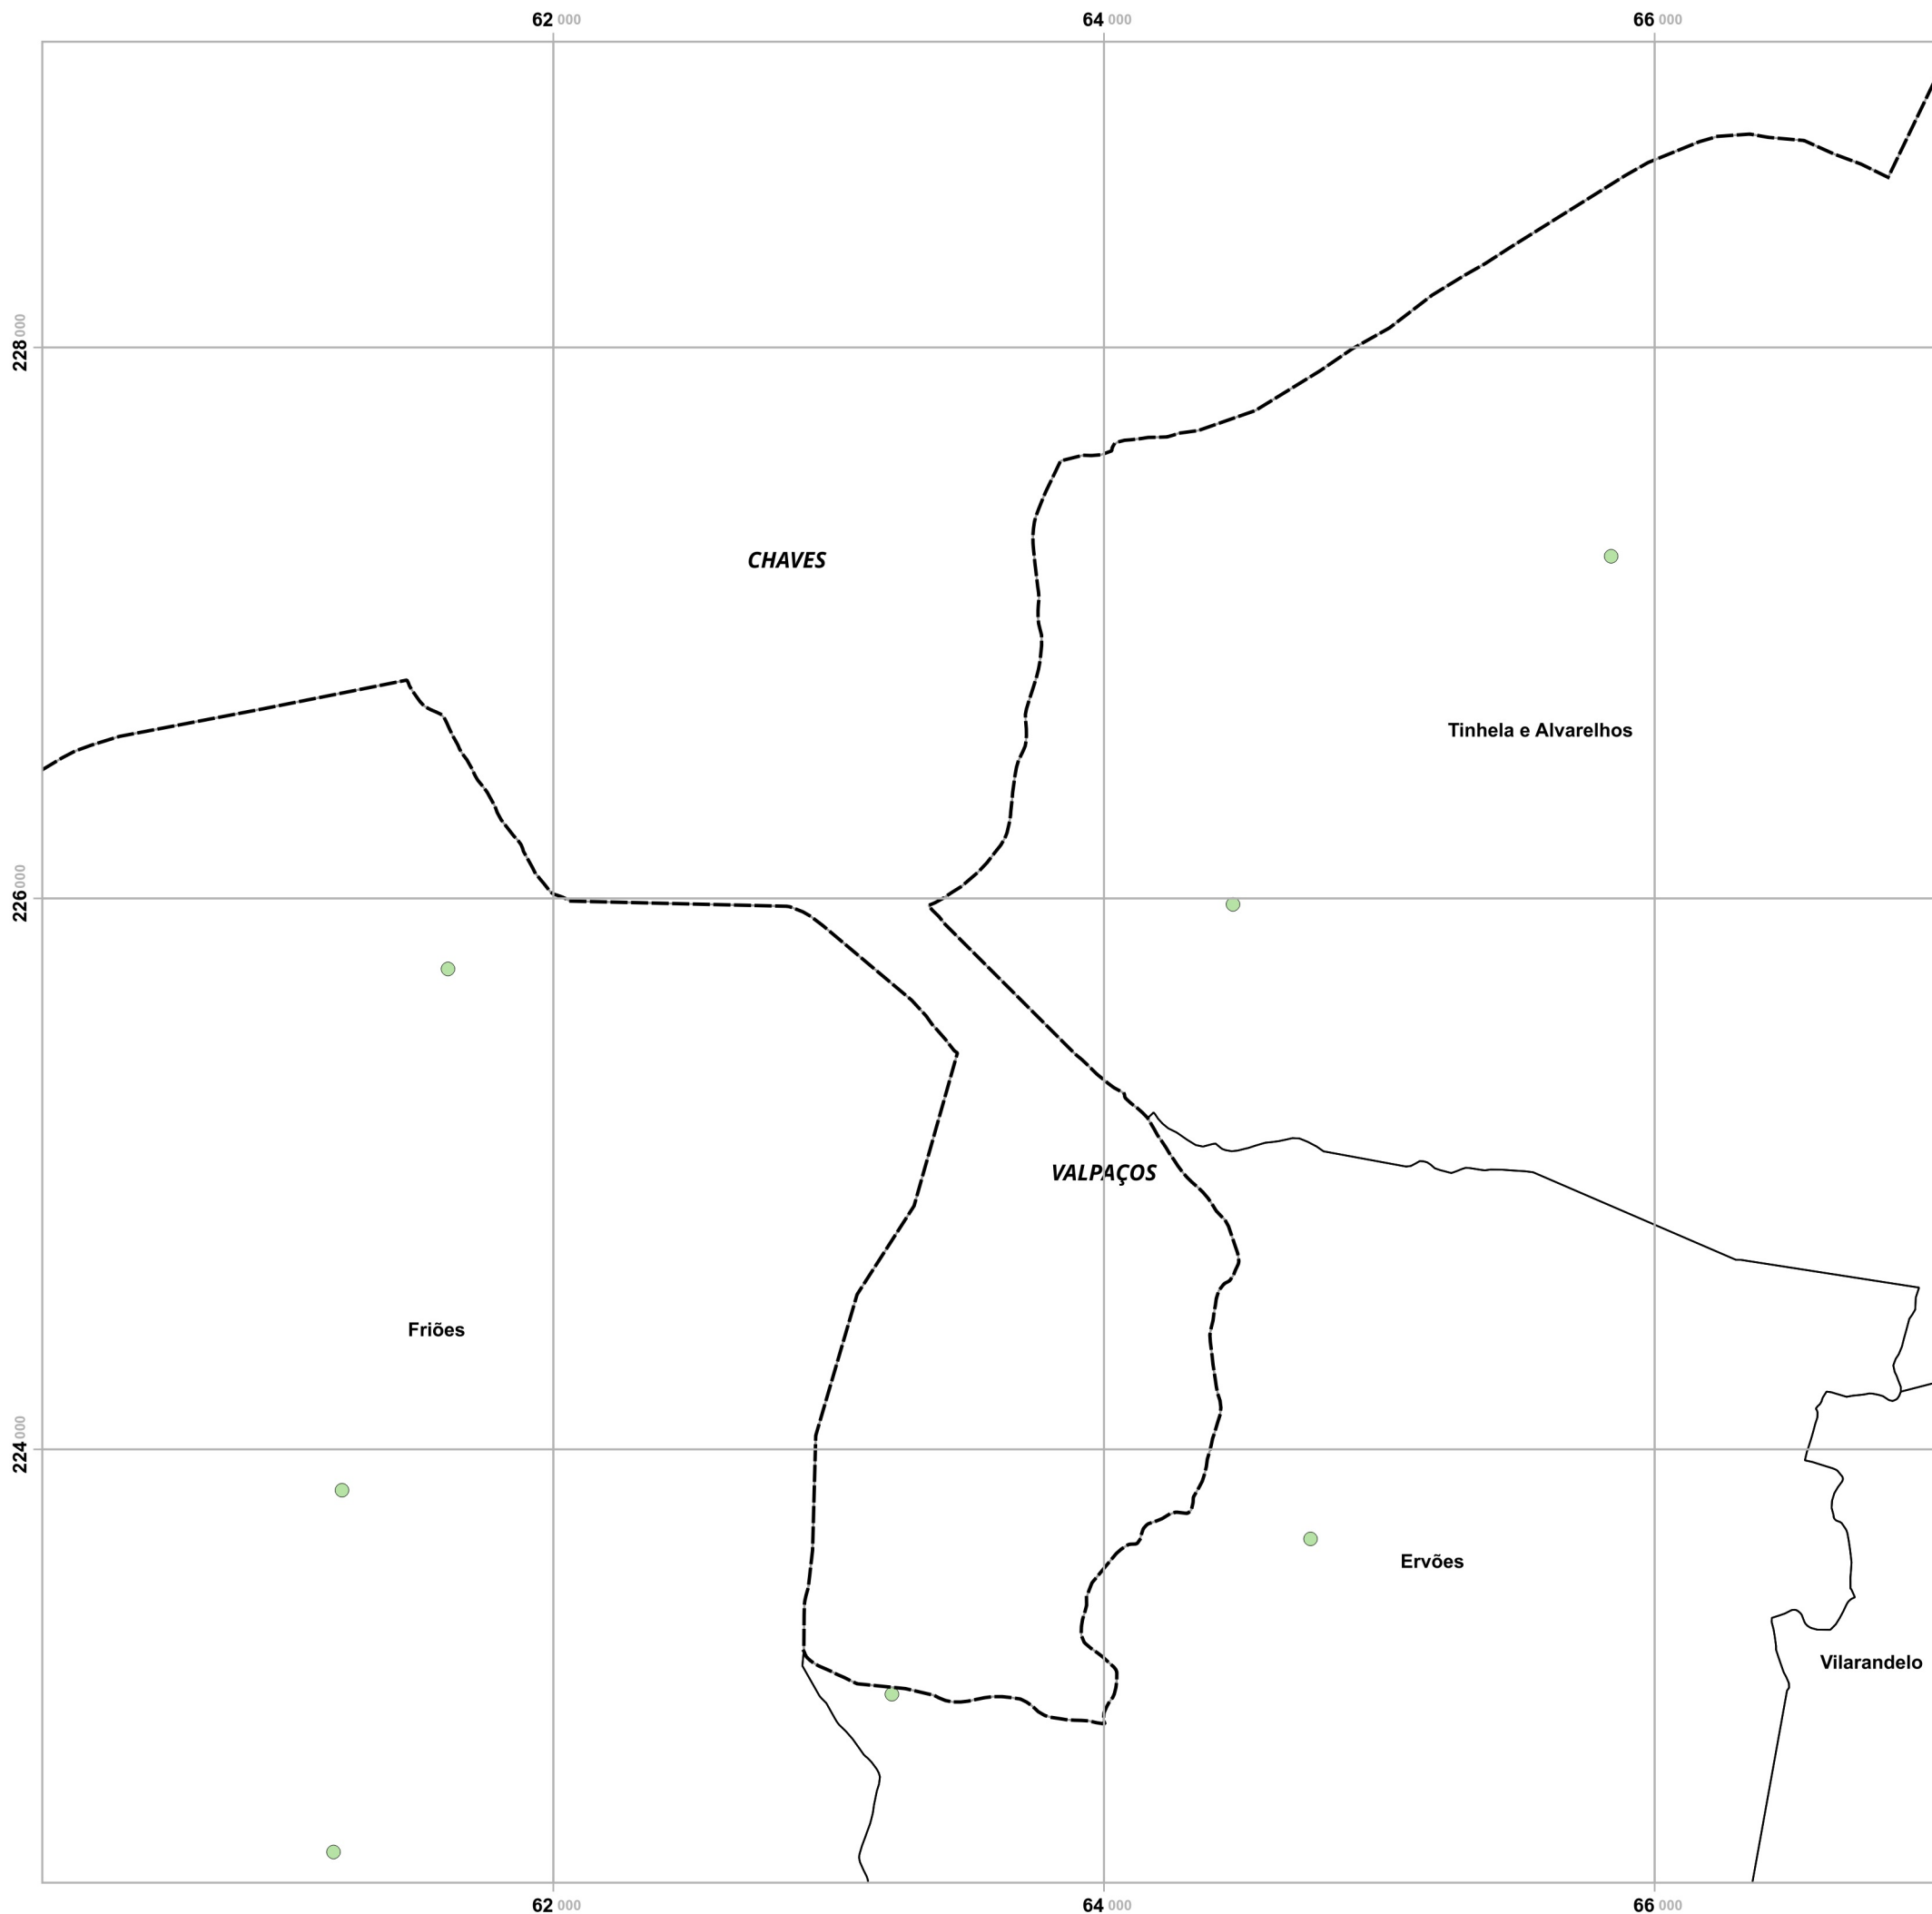 62 000 64 000 66 000
228 000
CHAVES
Tinhela e Alvarelhos
226 000
VALPAÇOS
Friões
224 000
Ervões
Vilarandelo
62 000 64 000 66 000